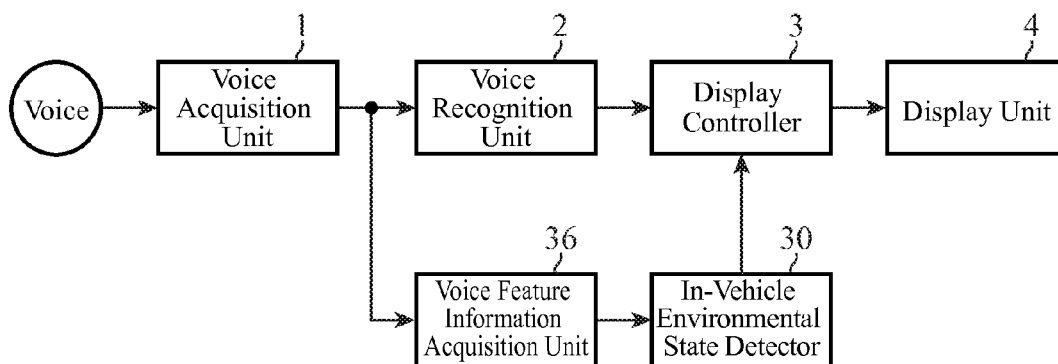 1
2
3
4
Voice
Voice
Acquisition
Unit
Voice
Recognition
Unit
Display
Controller
Display Unit
36
30
Voice Feature
Information
Acquisition Unit
In-Vehicle
Environmental
State Detector